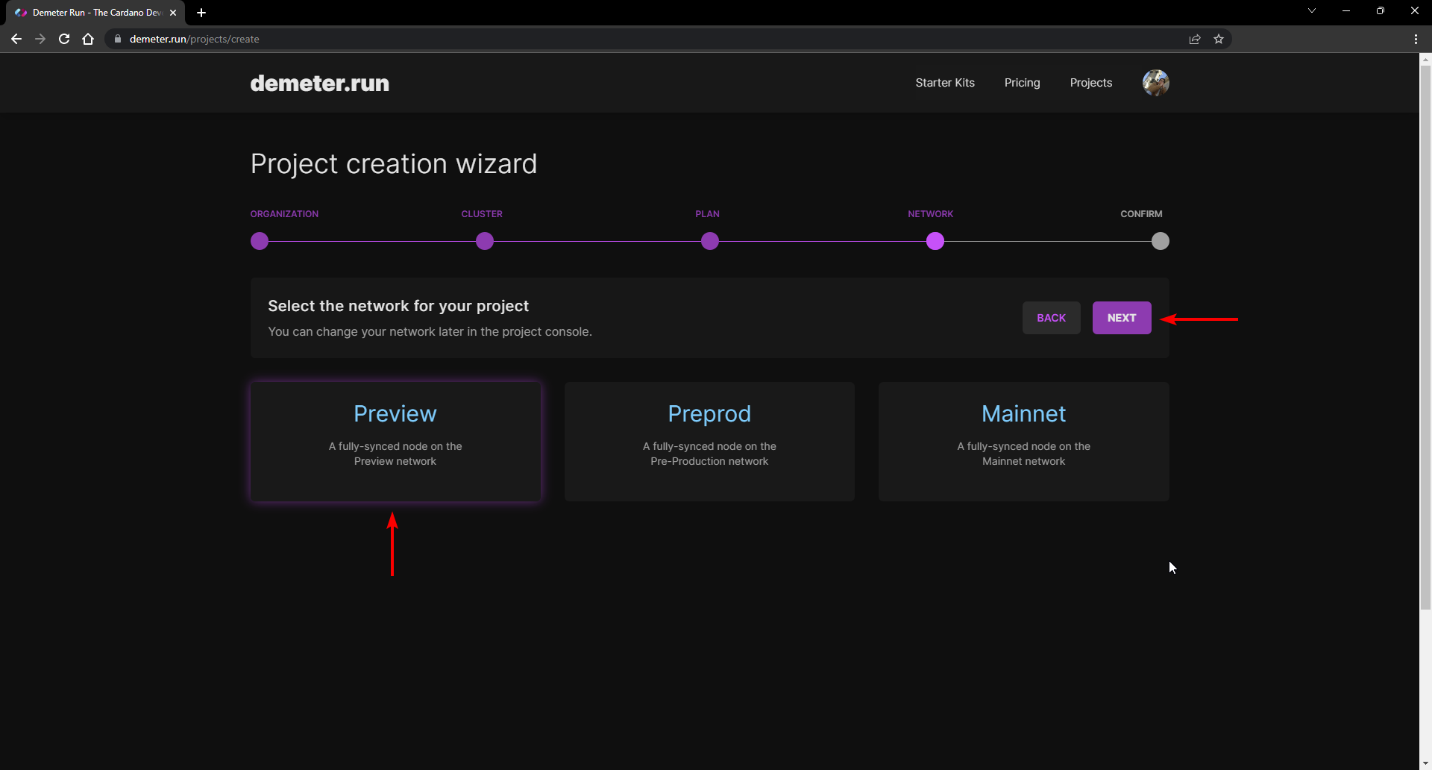 Demeter Run - The Cardano Dev
demeter.run/projects/create
demeter.run
Starter Kits
Pricing
Projects
Project creation wizard
ORGANIZATION
CLUSTER
PLAN
NETWORK
CONFIRM
Select the network for your project
You can change your network later in the project console.
BACK
NEXT
Preview
A fully-synced node on the
Preview network
Preprod
A fully-synced node on the
Pre-Production network
Mainnet
A fully-synced node on the
Mainnet network